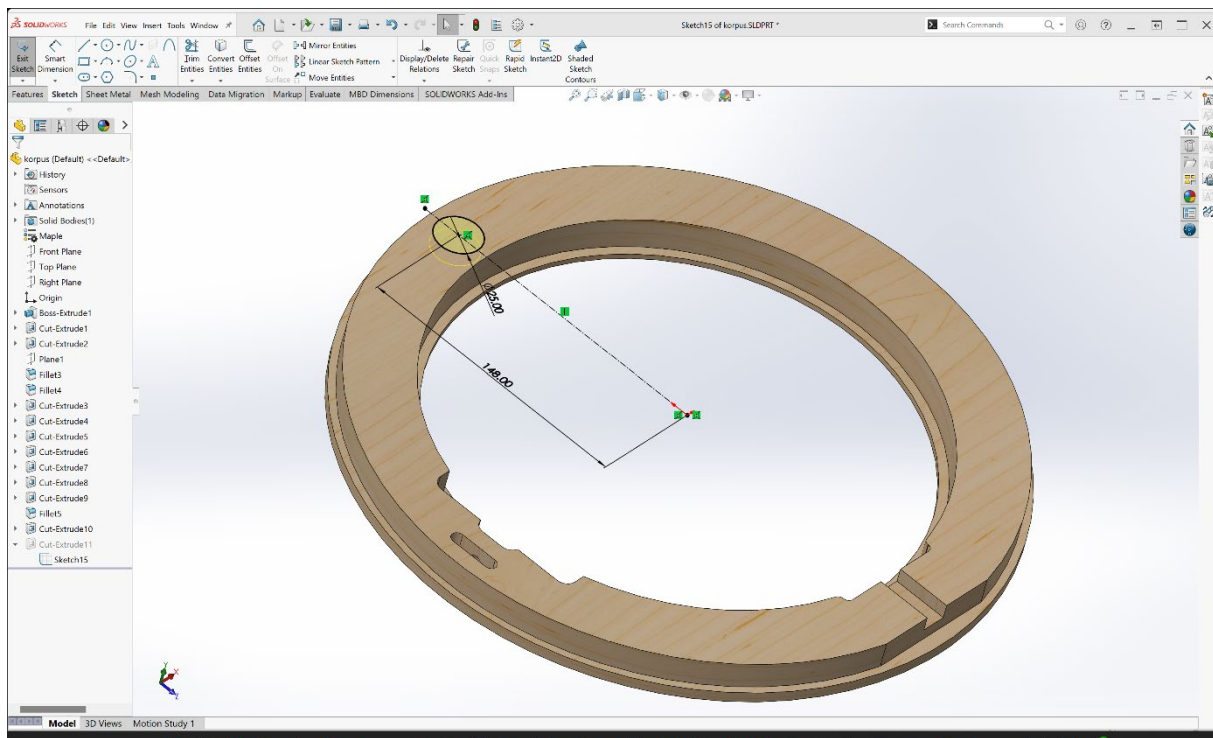 SOLIDWORKS File Edit View Insert Tools Window Sketch15 of korpus.SLDPRT * Search Commands
Exit Sketch Smart Dimension Trim Entities Convert Entities Offset Entities Offset On Surface Mirror Entities Linear Sketch Pattern Move Entities Display/Delete Relations Repair Sketch Quick Snaps Rapid Sketch Instant2D Shaded Sketch Contours
Features Sketch Sheet Metal Mesh Modeling Data Migration Markup Evaluate MBD Dimensions SOLIDWORKS Add-Ins
korpus (Default) <<Default>
History
Sensors
Annotations
Solid Bodies(1)
Maple
Front Plane
Top Plane
Right Plane
Origin
Boss-Extrude1
Cut-Extrude1
Cut-Extrude2
Plane1
Fillet3
Fillet4
Cut-Extrude3
Cut-Extrude4
Cut-Extrude5
Cut-Extrude6
Cut-Extrude7
Cut-Extrude8
Cut-Extrude9
Fillet5
Cut-Extrude10
Cut-Extrude11
Sketch15
∅25.00
148.00
Model 3D Views Motion Study 1